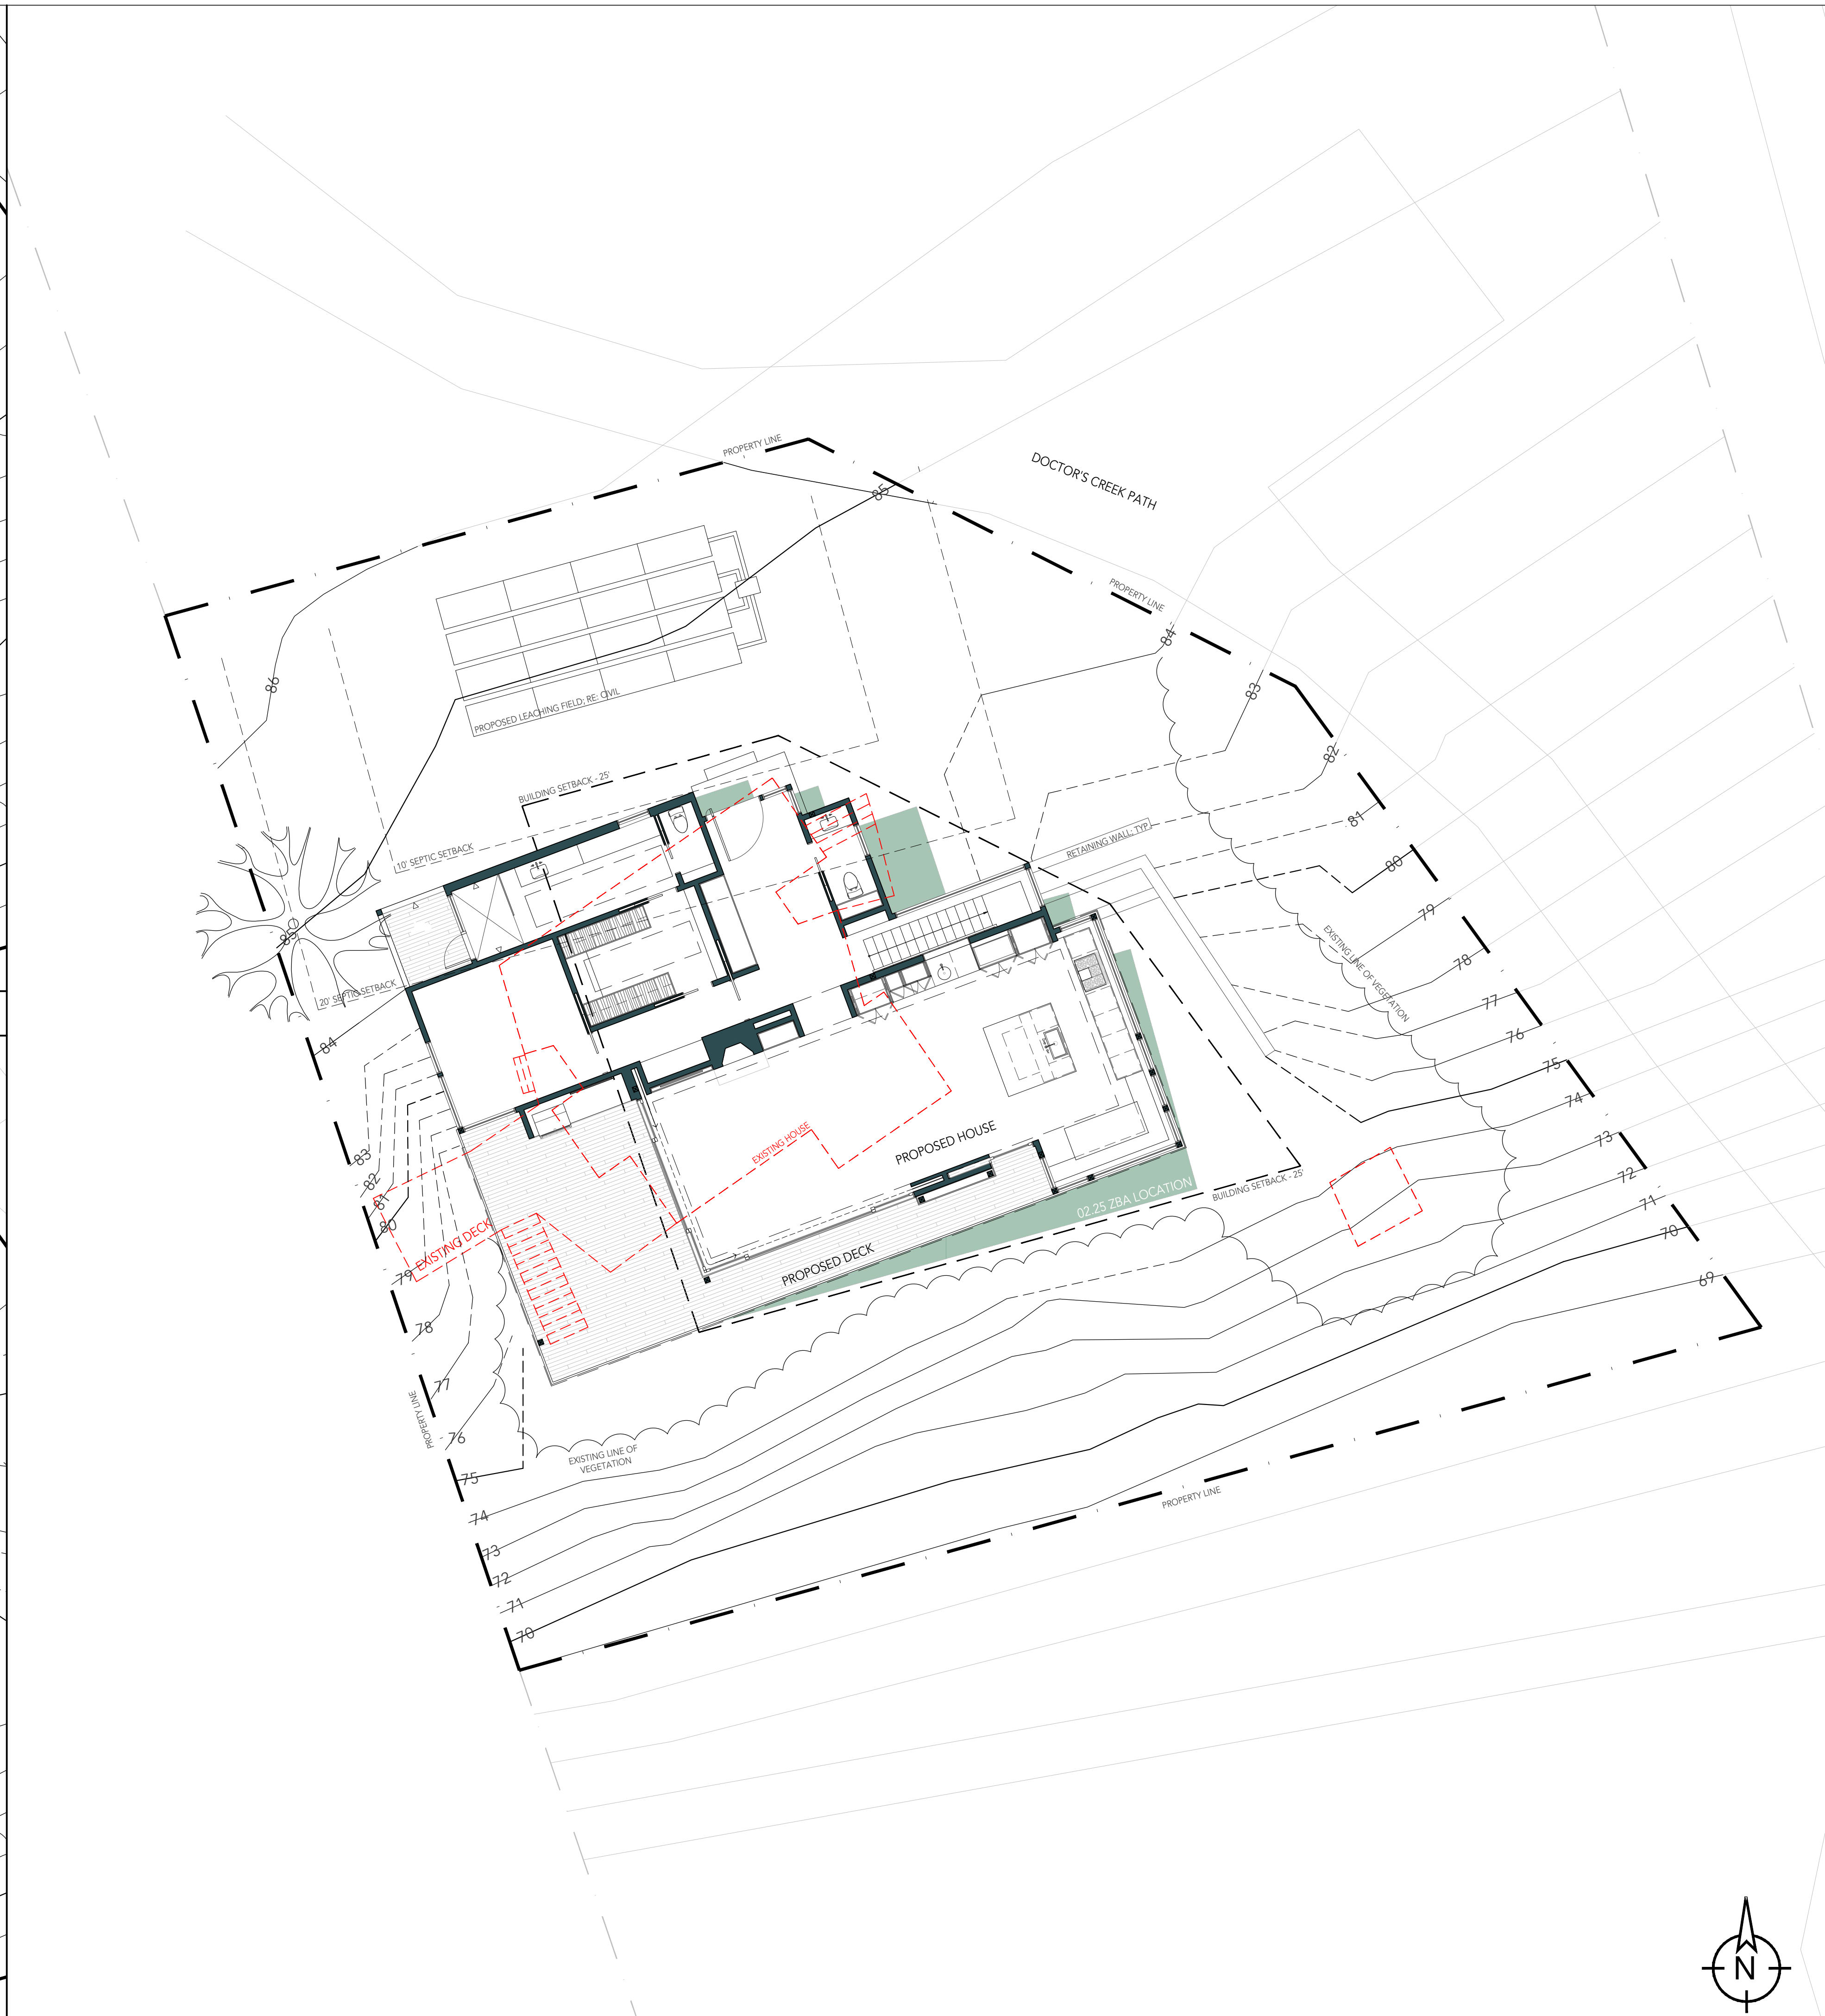 PROPERTY LINE
DOCTOR'S CREEK PATH
85
PROPERTY LINE
84
86
83
PROPOSED LEACHING FIELD; RE: CIVIL
82
BUILDING SETBACK - 25'
81
RETAINING WALL; TYP.
10' SEPTIC SETBACK
80
79
85
EXISTING LINE OF VEGETATION
78
20' SEPTIC SETBACK
77
84
76
75
74
EXISTING HOUSE
PROPOSED HOUSE
73
83
82
72
81
BUILDING SETBACK - 25'
02.25 ZBA LOCATION
71
80
70
EXISTING DECK
PROPOSED DECK
79
69
78
77
PROPERTY LINE
76
EXISTING LINE OF
VEGETATION
75
PROPERTY LINE
74
73
72
71
70
N